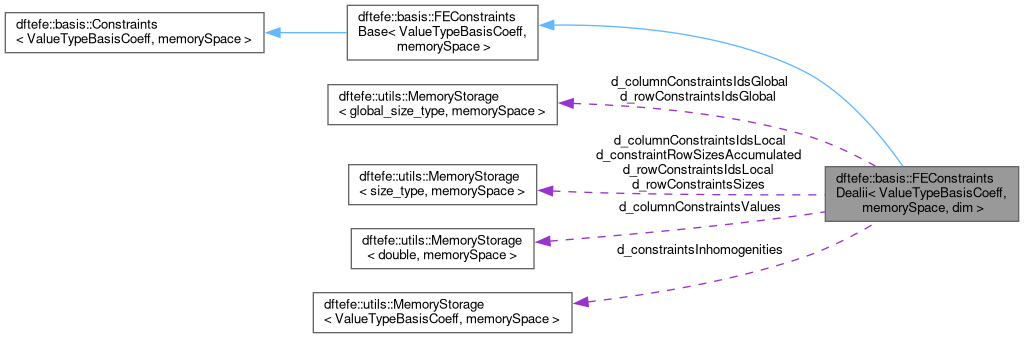 dftefe::basis::Constraints
< ValueTypeBasisCoeff, memorySpace >
dftefe::basis::FEConstraints
Base< ValueTypeBasisCoeff,
memorySpace >
dftefe::utils::MemoryStorage
< global_size_type, memorySpace >
d_columnConstraintsIdsGlobal
d_rowConstraintsIdsGlobal
dftefe::utils::MemoryStorage
< size_type, memorySpace >
d_columnConstraintsIdsLocal
d_constraintRowSizesAccumulated
d_rowConstraintsIdsLocal
d_rowConstraintsSizes
dftefe::basis::FEConstraints
Dealii< ValueTypeBasisCoeff,
memorySpace, dim >
d_columnConstraintsValues
dftefe::utils::MemoryStorage
< double, memorySpace >
d_constraintsInhomogenities
dftefe::utils::MemoryStorage
< ValueTypeBasisCoeff, memorySpace >